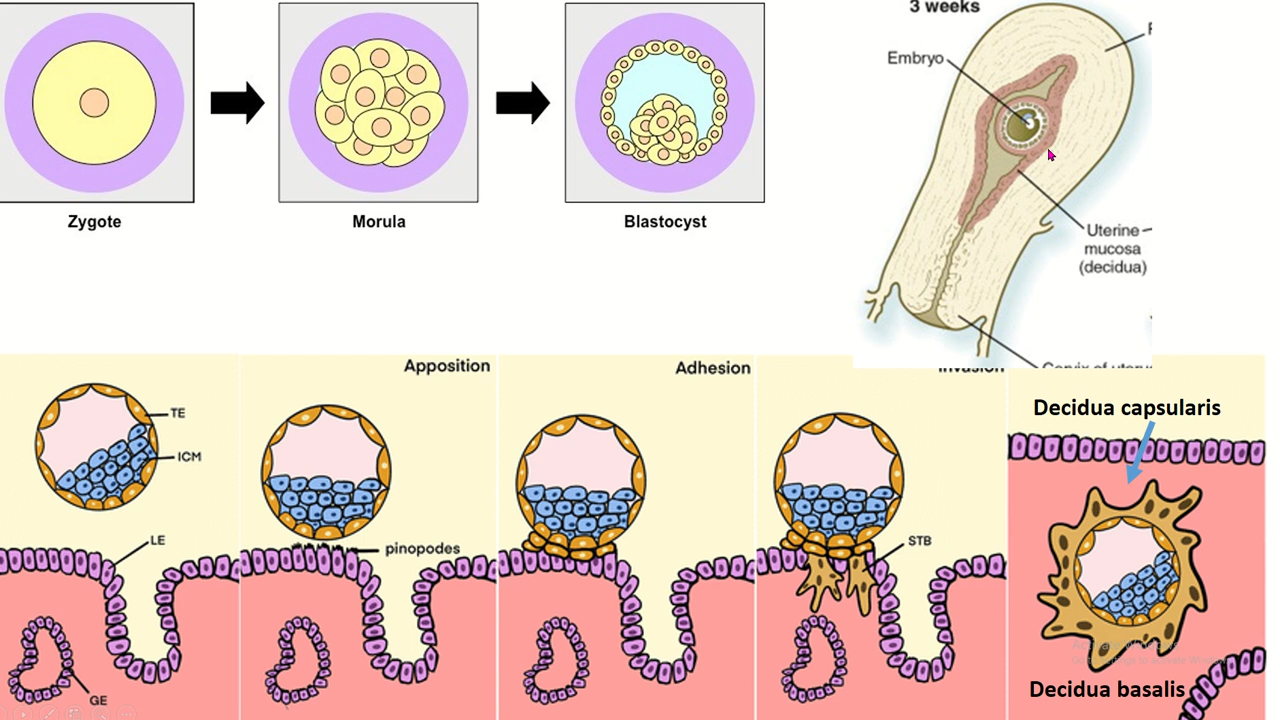 3 weeks
Embryo
Zygote
Morula
Blastocyst
Uterine
mucosa
(decidua)
Apposition
Adhesion
Invasion
TE
ICM
LE
GE
pinopodes
STB
Decidua capsularis
Decidua basalis